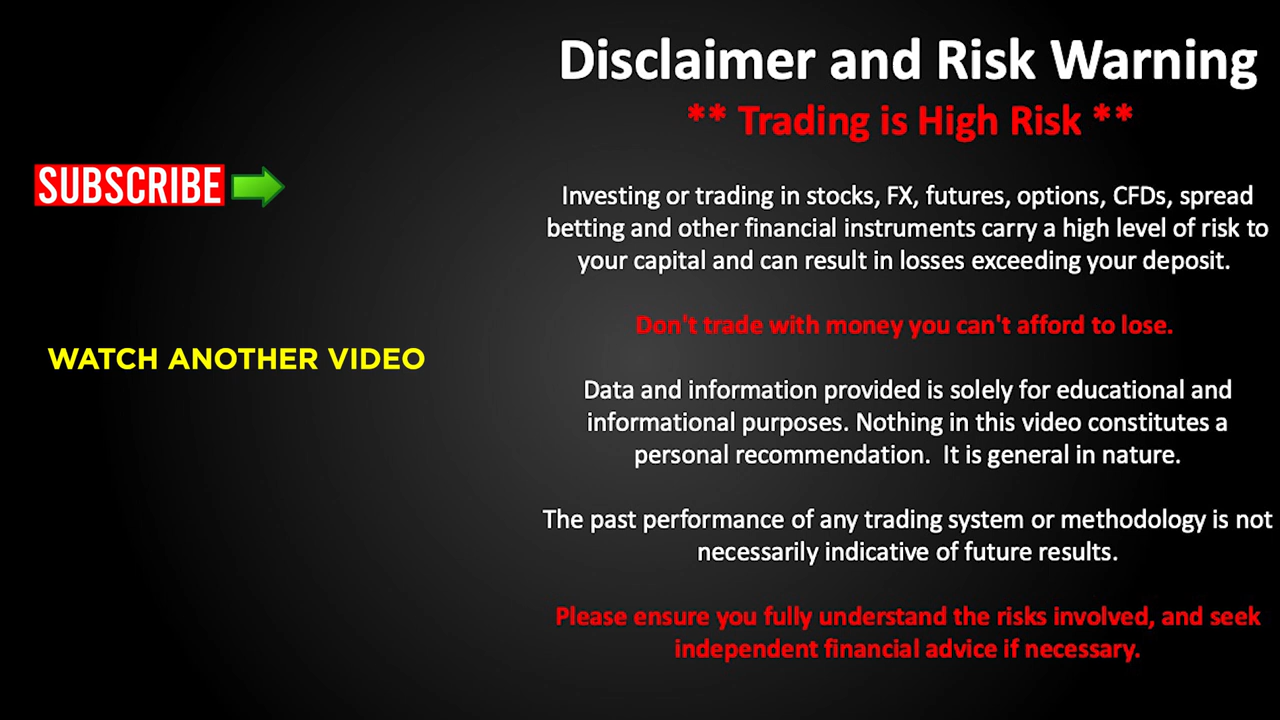 Disclaimer and Risk Warning
** Trading is High Risk **
SUBSCRIBE
Investing or trading in stocks, FX, futures, options, CFDs, spread
betting and other financial instruments carry a high level of risk to
your capital and can result in losses exceeding your deposit.
Don't trade with money you can't afford to lose.
WATCH ANOTHER VIDEO
Data and information provided is solely for educational and
informational purposes. Nothing in this video constitutes a
personal recommendation.  It is general in nature.
The past performance of any trading system or methodology is not
necessarily indicative of future results.
Please ensure you fully understand the risks involved, and seek
independent financial advice if necessary.